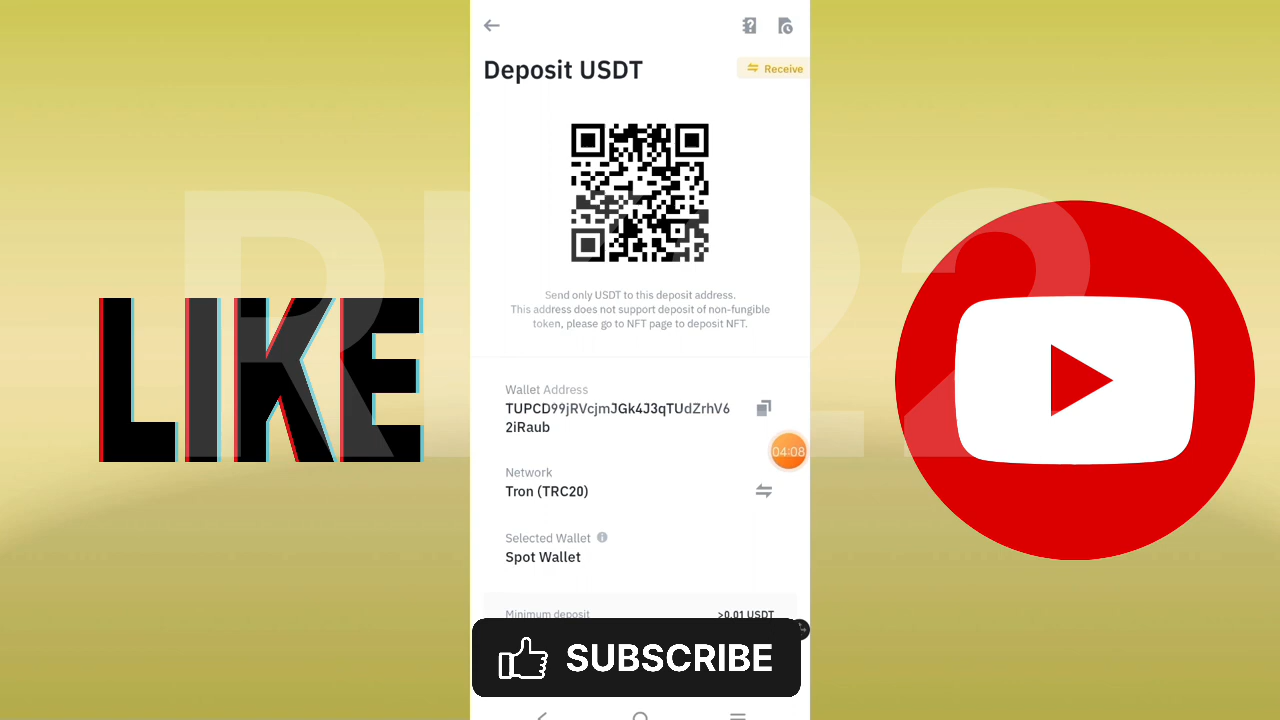 Deposit USDT
Receive
Send only USDT to this deposit address.
This address does not support deposit of non-fungible
token, please go to NFT page to deposit NFT.
LIKE
Wallet Address
TUPCD99jRVcjmJGk4J3qTUdZrhV6
2iRaub
04:08
Network
Tron (TRC20)
Selected Wallet
Spot Wallet
Minimum deposit
>0.01 USDT
SUBSCRIBE